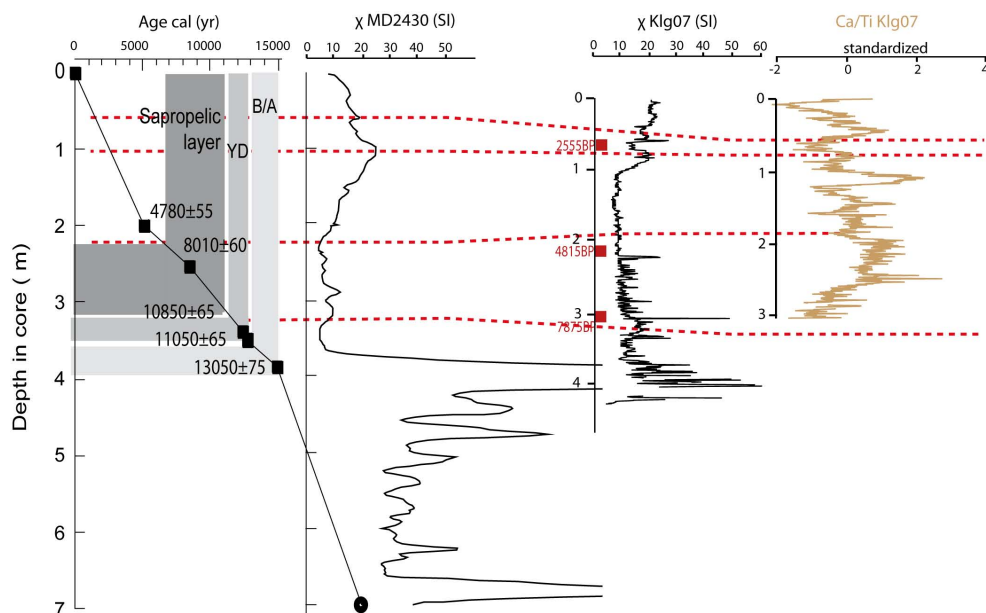 Age cal (yr)
χ MD2430 (SI)
χ Klg07 (SI)
Ca/Ti Klg07
standardized
0 5000 10000 15000
0 10 20 30 40 50
0 10 20 30 40 50 60
-2 0 2 4
Depth in core ( m)
0
1
2
3
4
5
6
7
Sapropelic
layer
YD
B/A
4780±55
8010±60
10850±65
11050±65
13050±75
0
1
2
3
4
2555BP
4815BP
7875BP
0
1
2
3